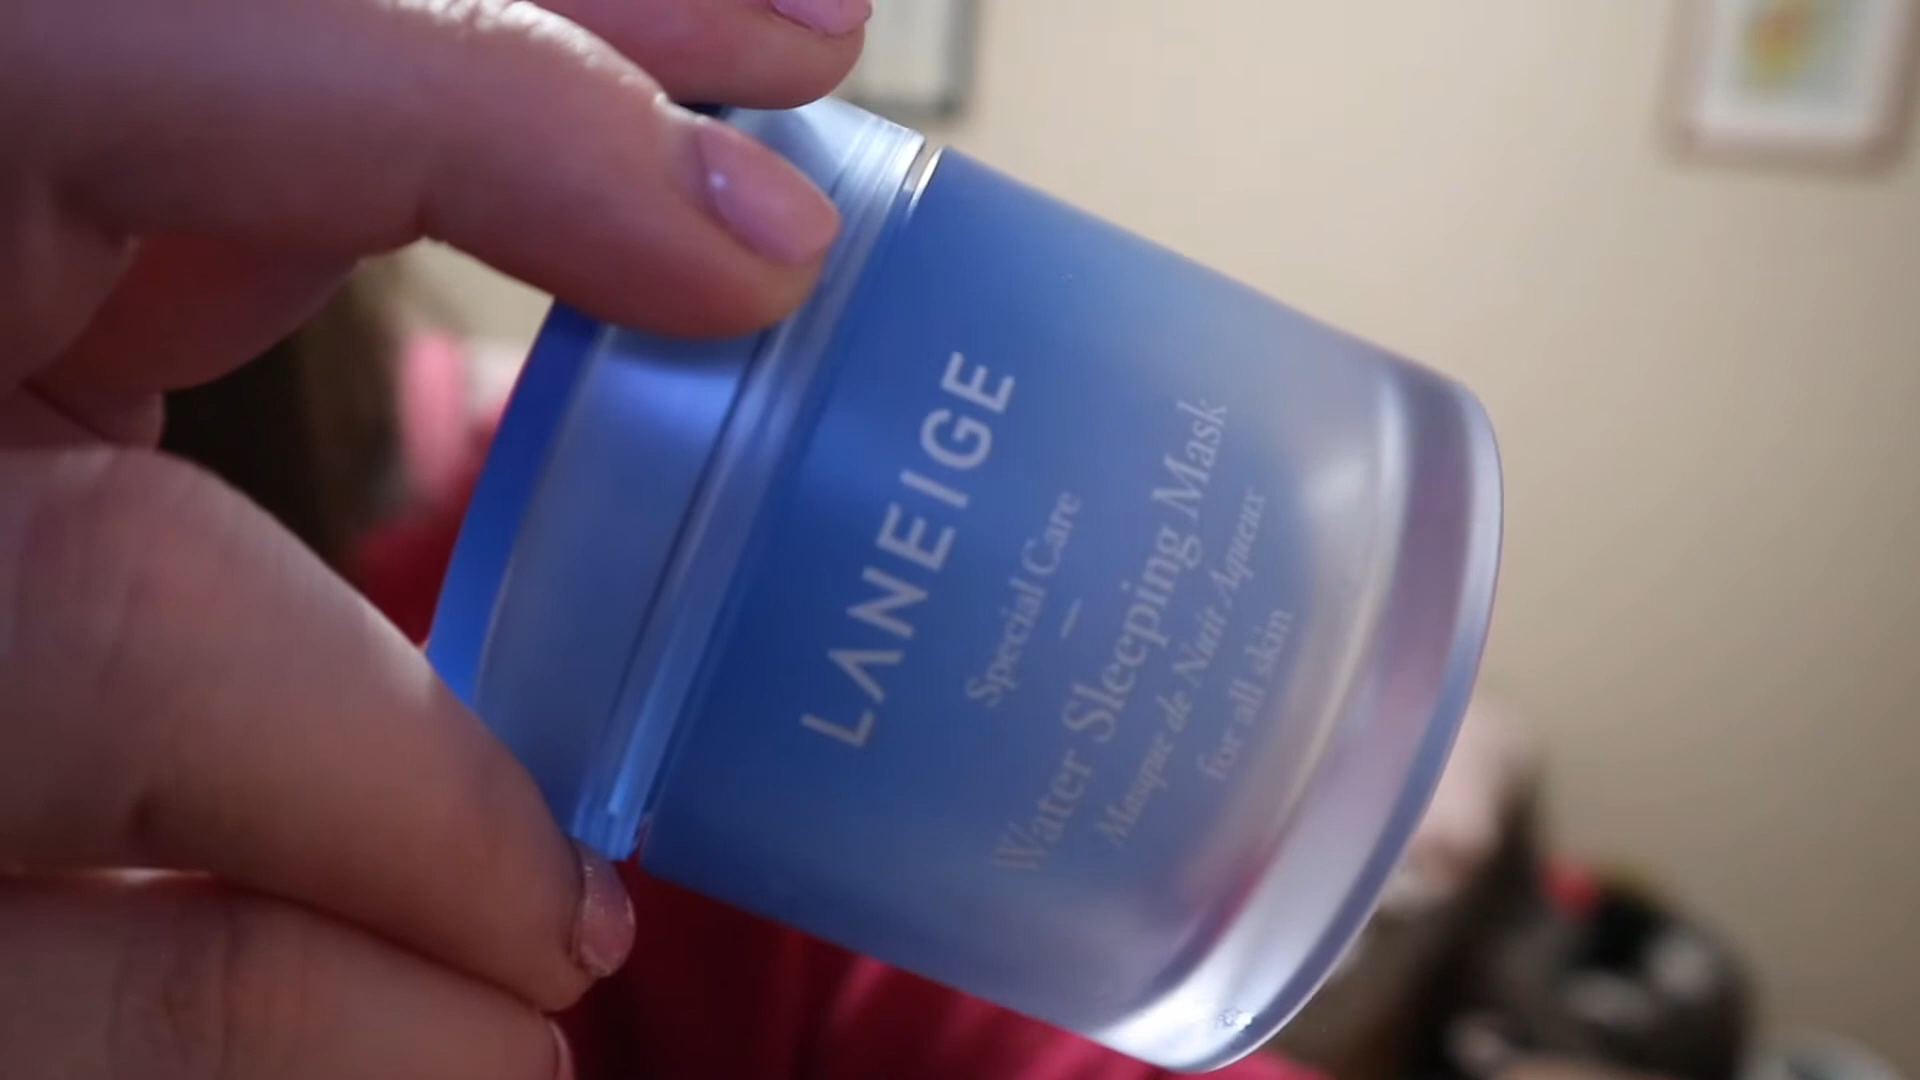 LANEIGE
Special Care
Water Sleeping Mask
Masque de Nuit Aqueux
for all skin